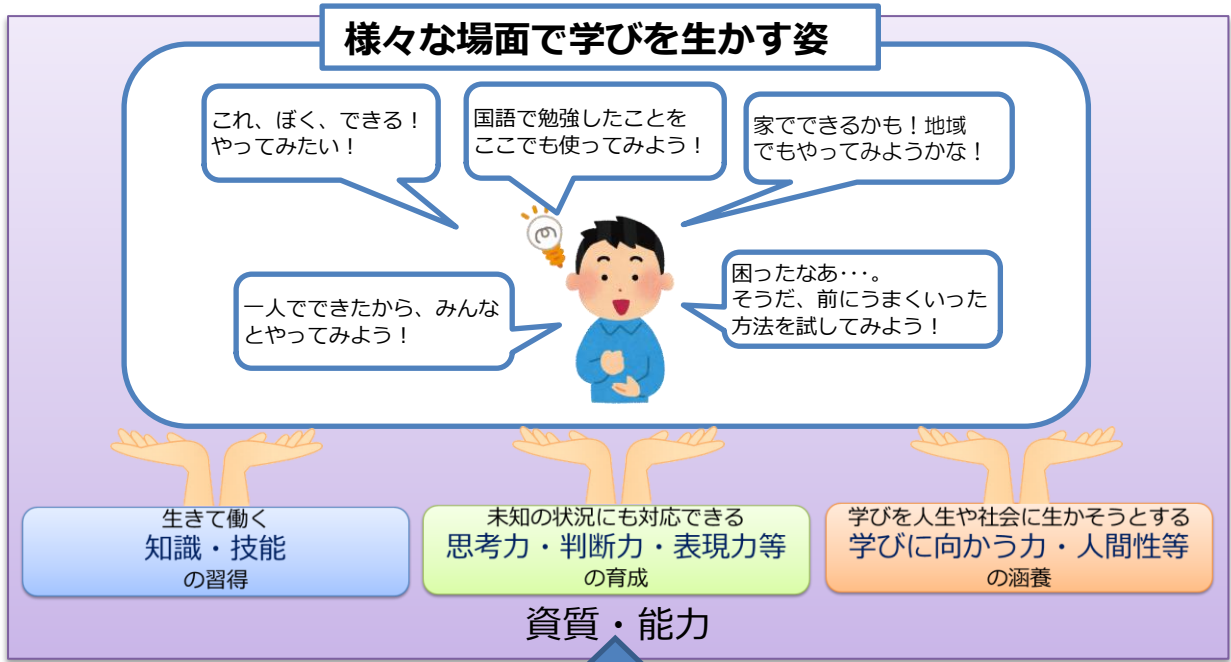 様々な場面で学びを生かす姿
これ、ぼく、できる！
やってみたい！
国語で勉強したことを
ここでも使ってみよう！
家でできるかも！地域
でもやってみようかな！
一人でできたから、みんな
とやってみよう！
困ったなあ・・・。
そうだ、前にうまくいった
方法を試してみよう！
生きて働く
知識・技能
の習得
未知の状況にも対応できる
思考力・判断力・表現力等
の育成
学びを人生や社会に生かそうとする
学びに向かう力・人間性等
の涵養
資質・能力